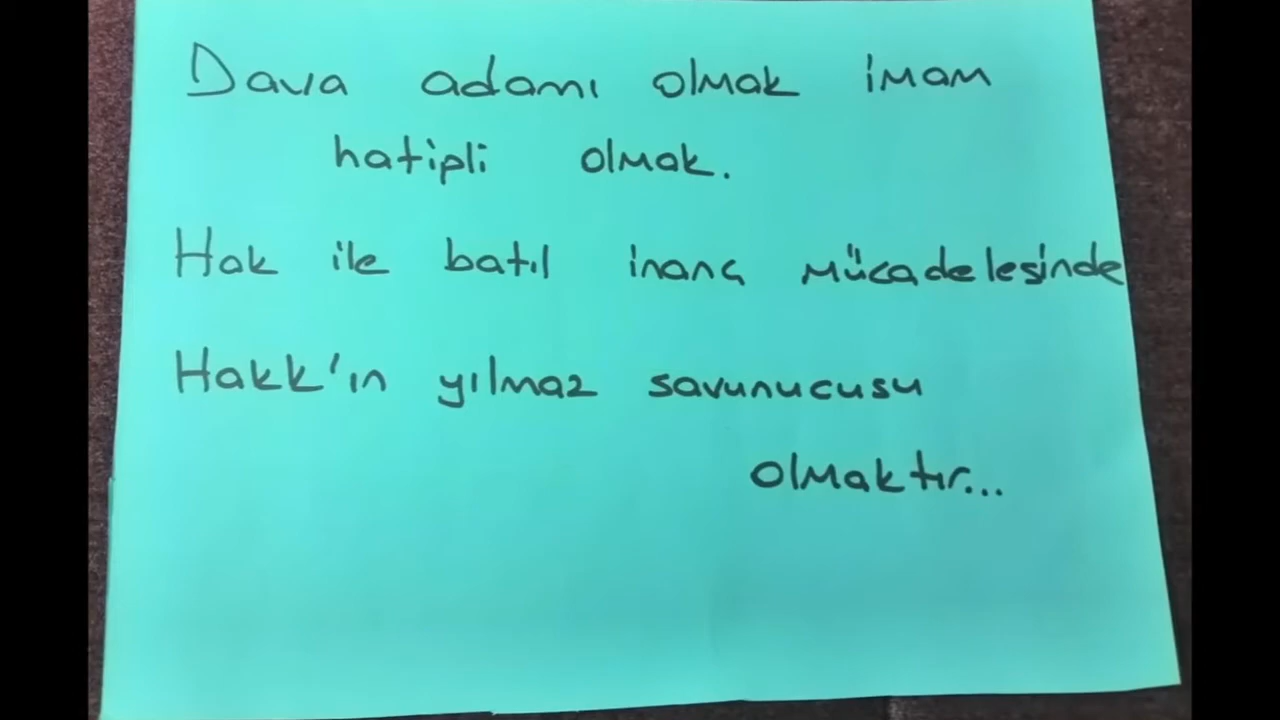 Dava adamı olmak imam
hatipli olmak.
Hak ile batıl inanç mücadelesinde
Hakk'ın yılmaz savunucusu
olmaktır...